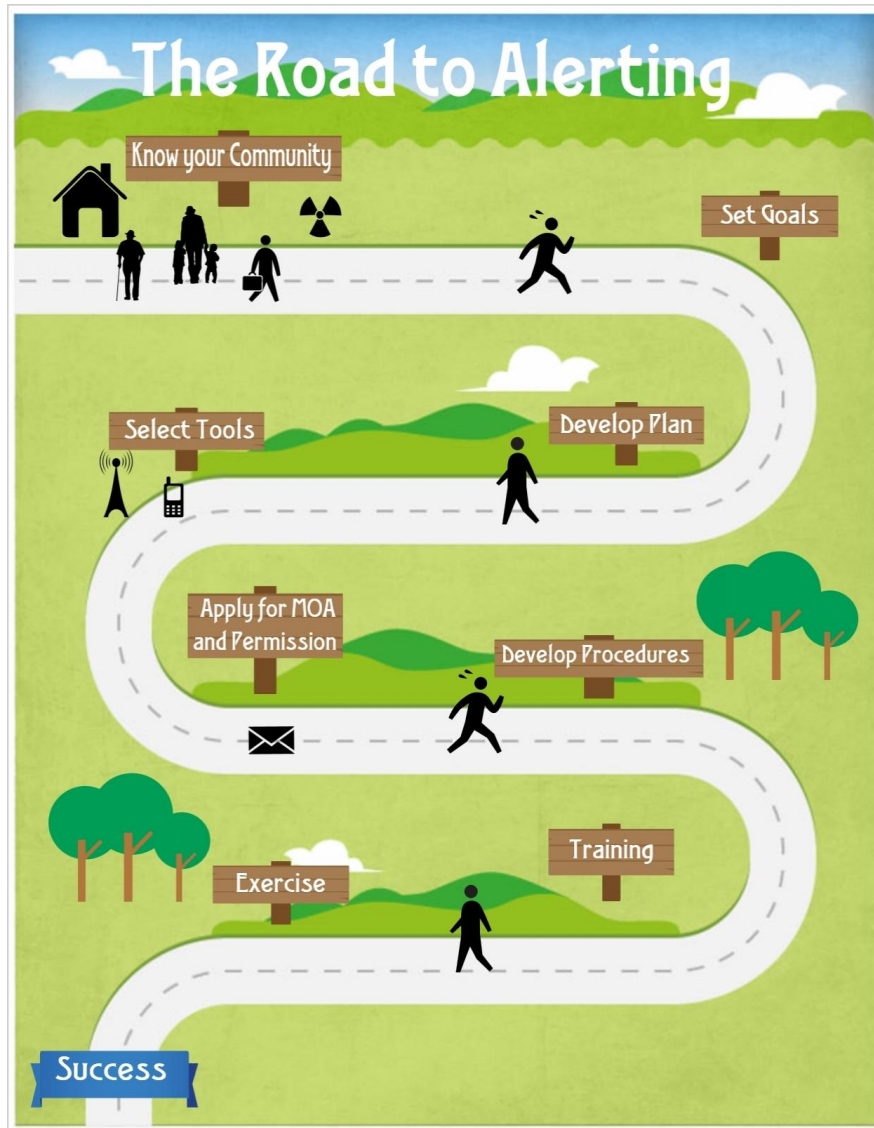 The Road to Alerting
Know your Community
Set Goals
Develop Plan
Select Tools
Apply for MOA
and Permission
Develop Procedures
Training
Exercise
Success